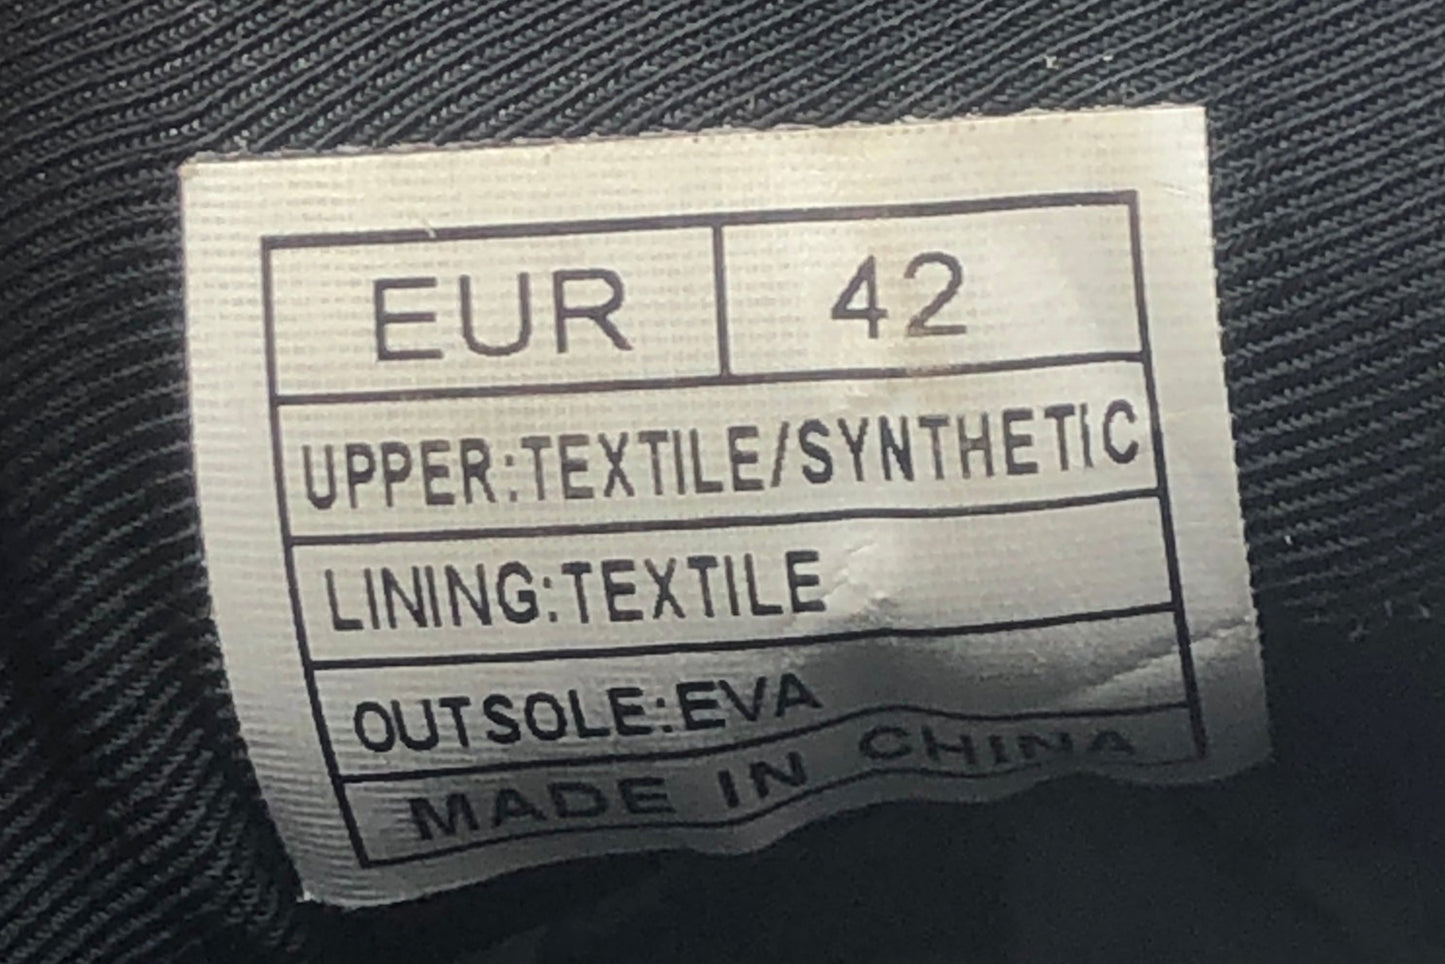 EUR 42
UPPER:TEXTILE/SYNTHETIC
LINING:TEXTILE
OUTSOLE:EVA
MADE IN CHINA